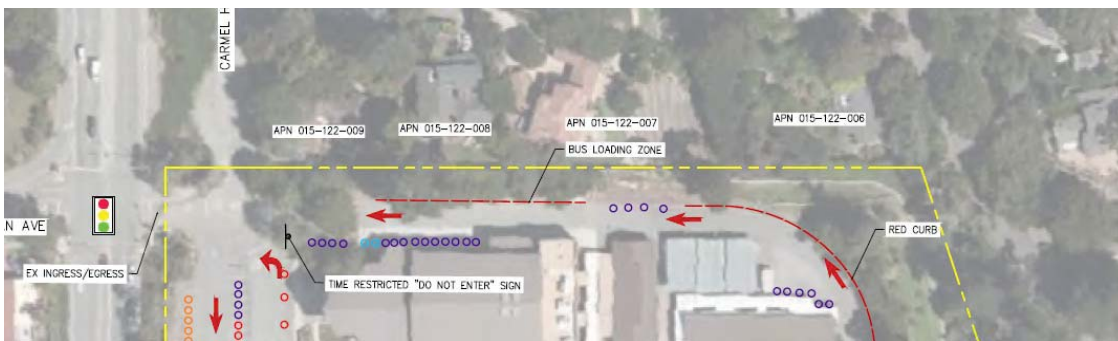 CARMEL H
APN 015-122-009
APN 015-122-008
APN 015-122-007
APN 015-122-006
BUS LOADING ZONE
N AVE
RED CURB
EX INGRESS/EGRESS
TIME RESTRICTED "DO NOT ENTER" SIGN